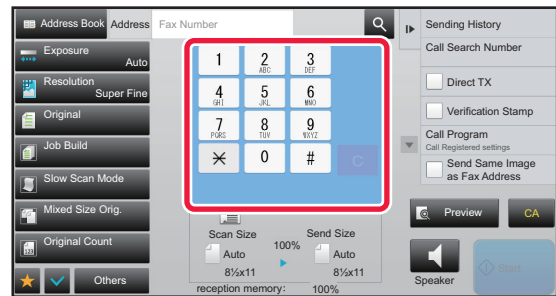 Address Book
Address
Fax Number
Exposure
Auto
Resolution
Super Fine
Original
Job Build
Slow Scan Mode
Mixed Size Orig.
Original Count
Others
1
2
ABC
3
DEF
4
GHI
5
JKL
6
MNO
7
PQRS
8
TUV
9
WXYZ
0
#
C
Scan Size
100%
Send Size
Auto
Auto
8½x11
8½x11
reception memory: 100%
Sending History
Call Search Number
Direct TX
Verification Stamp
Call Program
Call Registered settings
Send Same Image
as Fax Address
Preview
CA
Speaker
Start